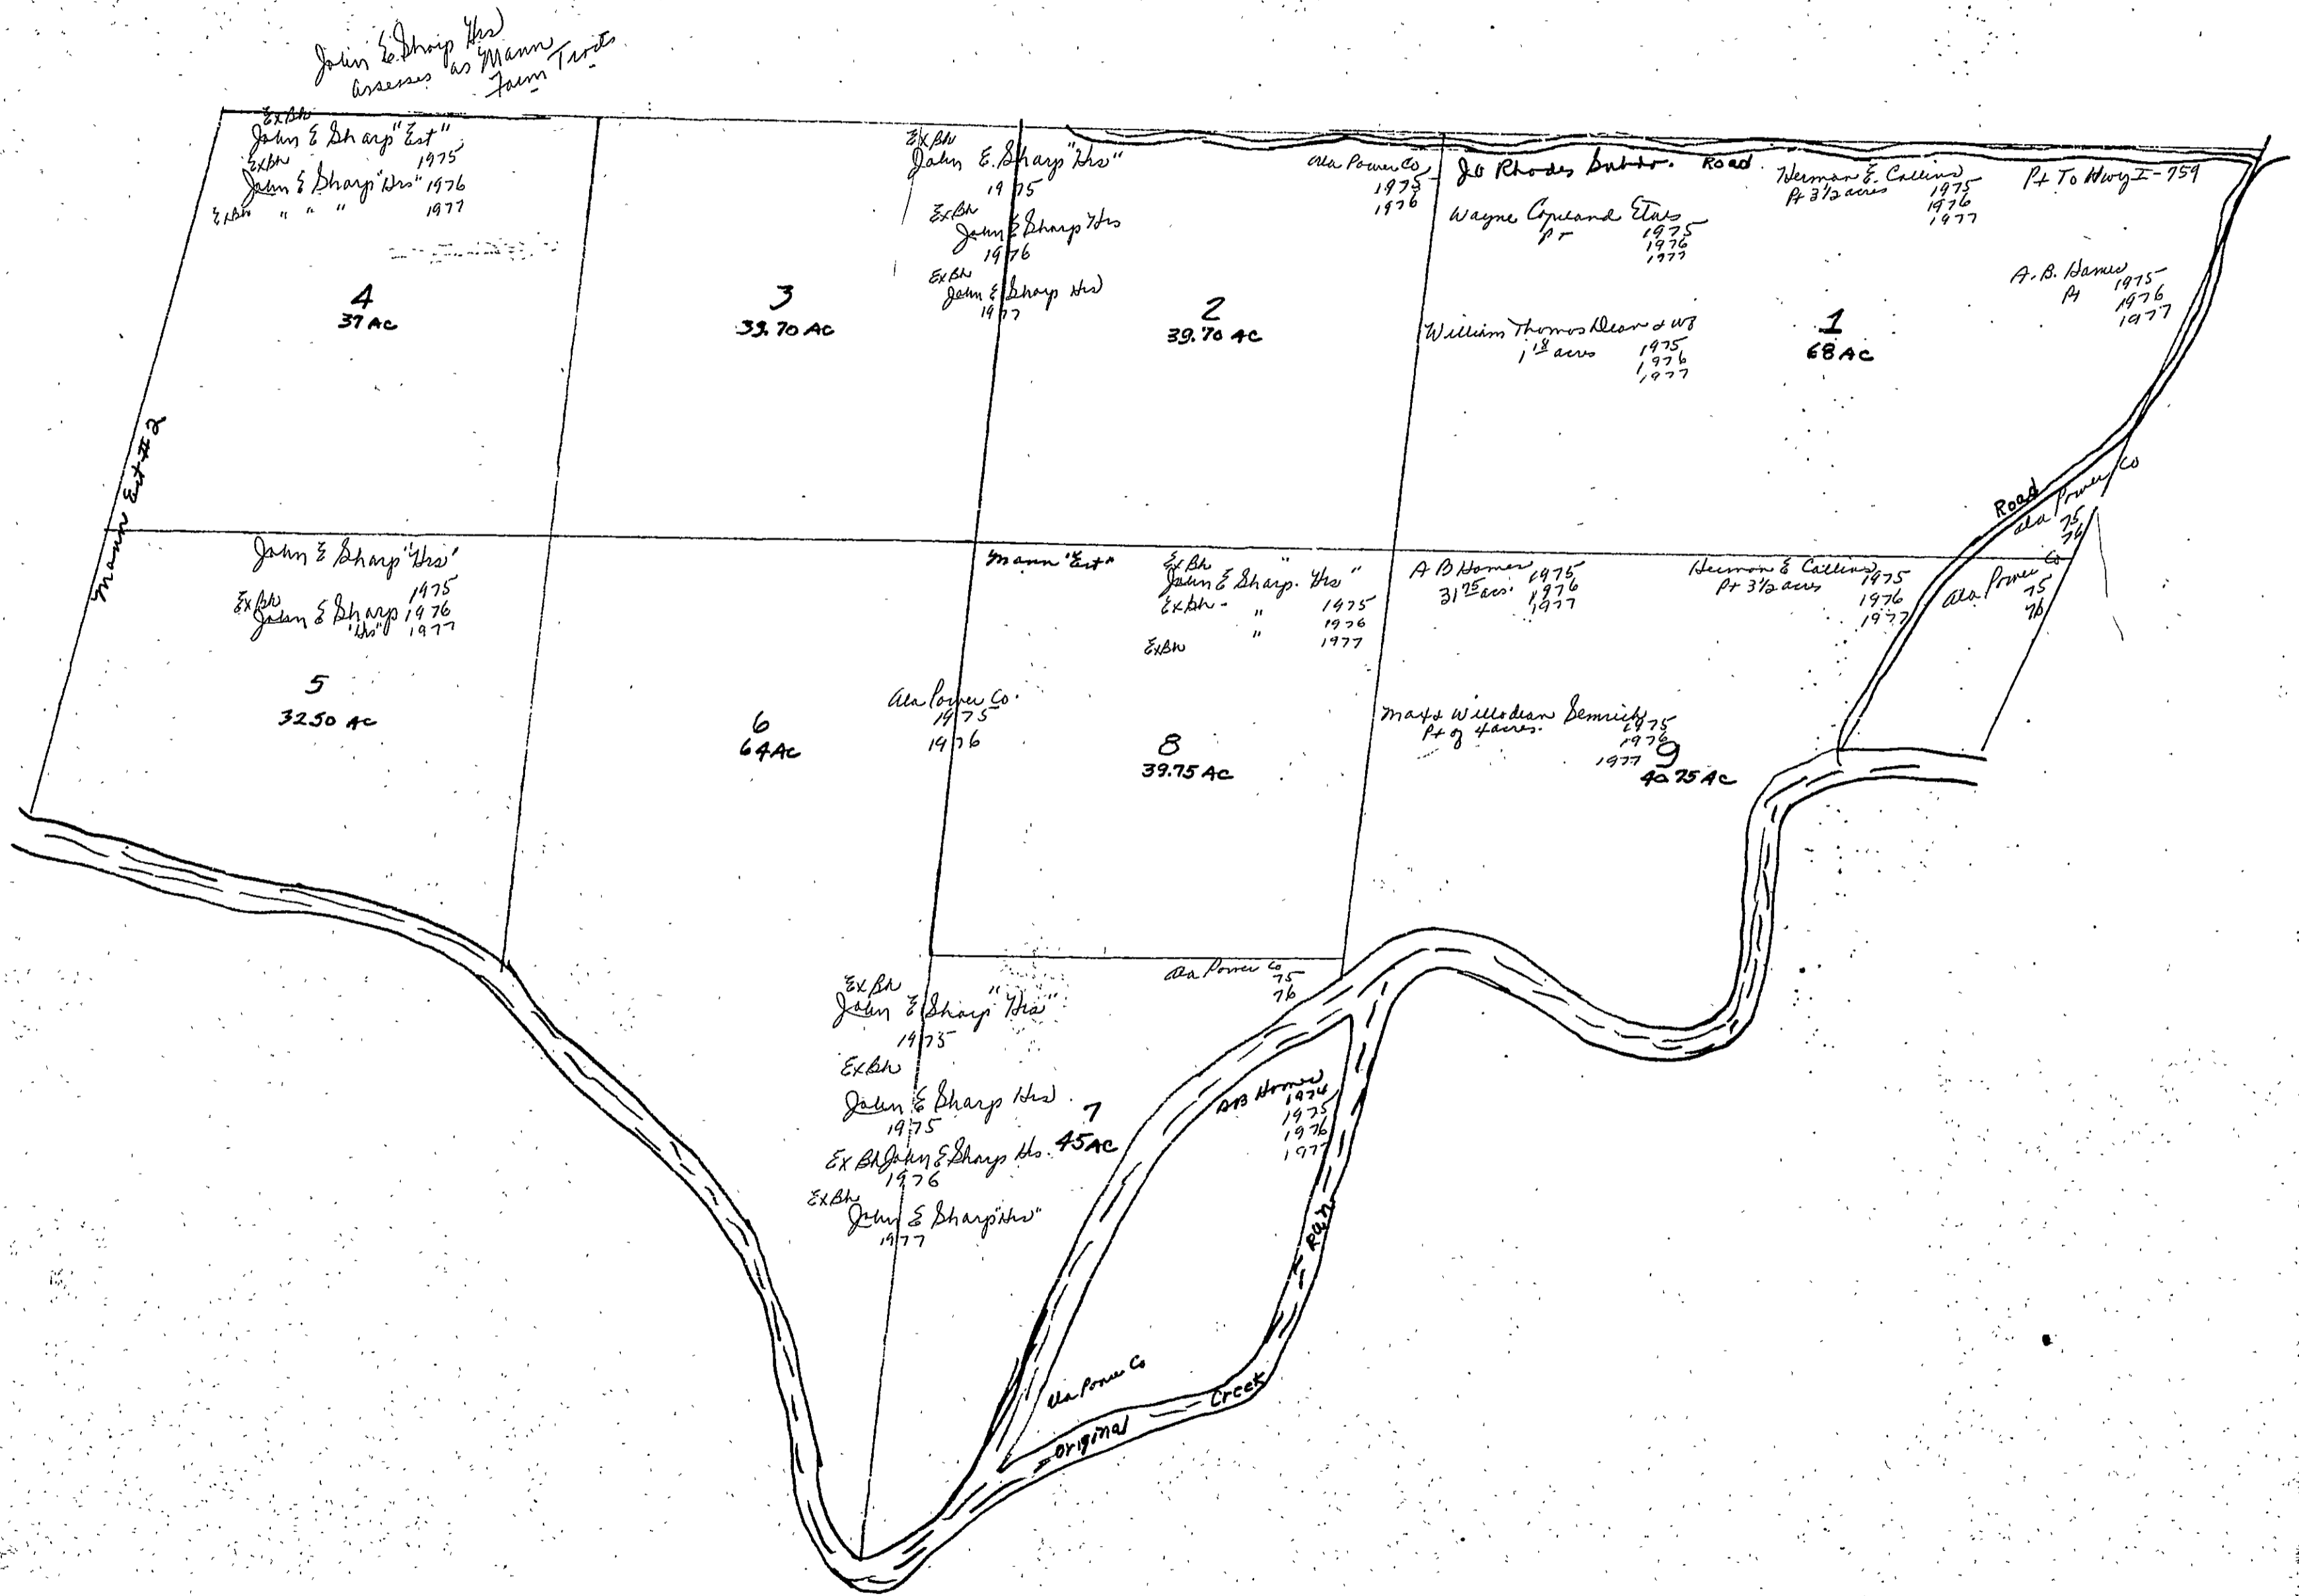 John E. Sharp Hrs
assesses as Mann
Farm Tracts
ExBh
John E Sharp "Est"
ExBh 1975
John E Sharp "Hrs" 1976
ExBh " " " 1977
4
37 AC
3
39.70 AC
ExBh
John E. Sharp "Hrs"
1975
ExBh
John E Sharp Hrs
1976
ExBh
John E Sharp Hrs
1977
2
39.70 AC
Ala Power Co
1975
1976
Jo Rhodes Subdv. Road
Wayne Copeland Etals
Pt 1975
1976
1977
Herman E. Collins
Pt 3 1/2 acres 1975
1976
1977
Pt To Hwy I-759
A. B. Homes
Pt 1975
1976
1977
William Thomas Dean & Wf
1 18 acres 1975
1976
1977
1
68 AC
Mann Est #2
Road
Ala Power Co
75
76
John E Sharp "Hrs"
1975
ExBh
John E Sharp 1976
"Hrs" 1977
5
32.50 AC
6
64 AC
Ala Power Co.
1975
1976
Mann "Est"
ExBh "
John E Sharp. Hrs "
ExBh - " 1975
" 1976
ExBh " 1977
8
39.75 AC
A B Homes
31 75 acs. 1975
1976
1977
Herman E Collins
Pt 3 1/2 acres 1975
1976
1977
Ala Power Co
75
76
Max & Willodean
Pt of 4 acres. 1975
1976
1977
9
40.75 AC
Ala Power Co
75
76
ExBh
John E Sharp "Hrs"
1975
ExBh
John E Sharp Hrs
1975
Ex Bh John E Sharp Hrs.
1976
ExBh
John E Sharp "Hrs"
1977
7
45 AC
AB Homes
1974
1975
1976
1977
Ala Power Co
Original Creek Run